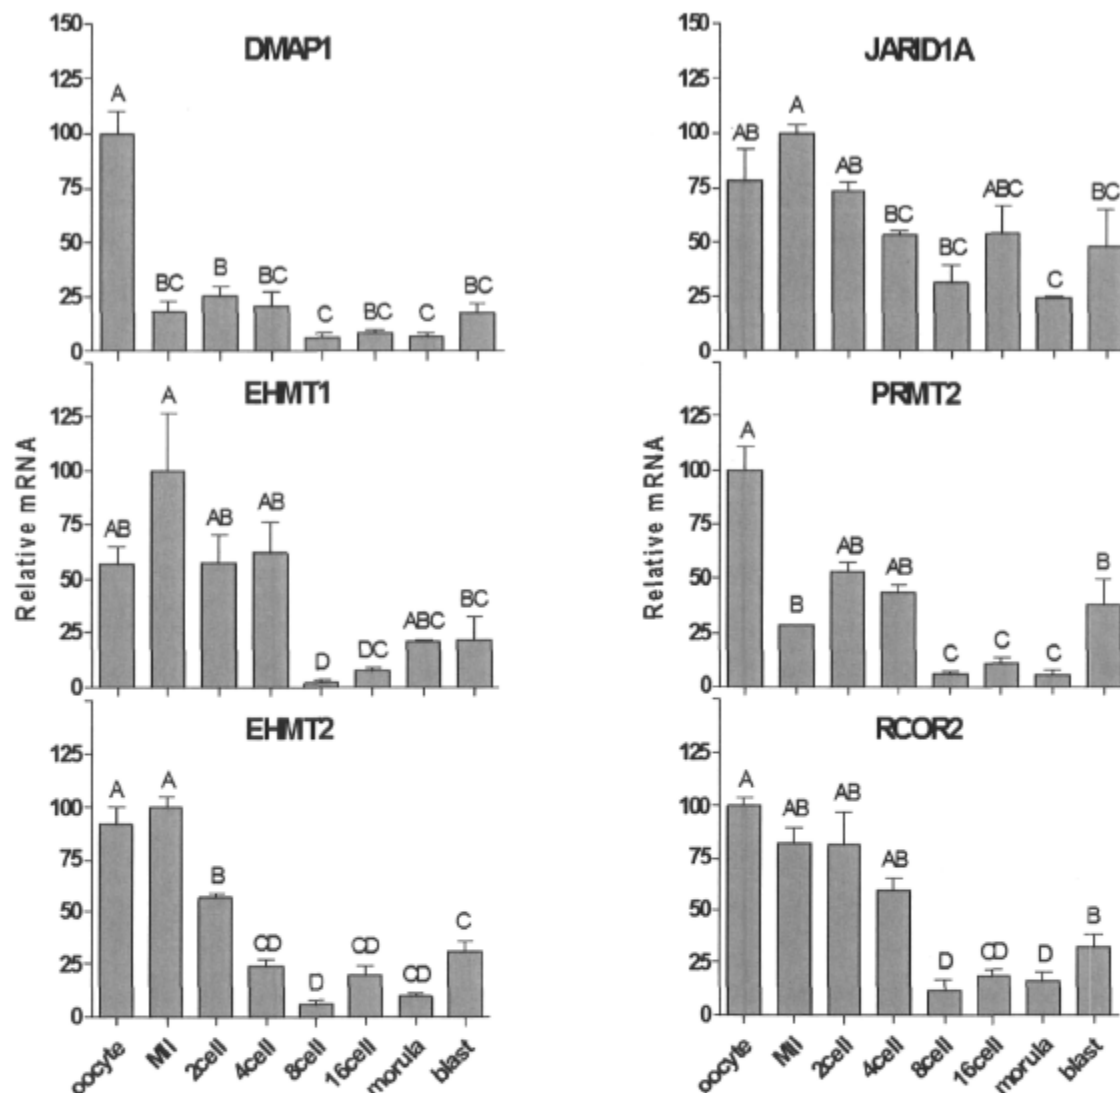 DMAP1
150
125
100
75
50
25
0
A
BC
B
BC
C
BC
C
BC
JARID1A
150
125
100
75
50
25
0
AB
A
AB
BC
BC
ABC
C
BC
EHMT1
125
100
75
50
25
0
AB
A
AB
AB
D
DC
ABC
BC
Relative mRNA
PRMT2
125
100
75
50
25
0
A
B
AB
AB
C
C
C
B
Relative mRNA
EHMT2
125
100
75
50
25
0
A
A
B
CD
D
CD
CD
C
oocyte
MII
2cell
4cell
8cell
16cell
morula
blast
RCOR2
125
100
75
50
25
0
A
AB
AB
AB
D
CD
D
B
oocyte
MII
2cell
4cell
8cell
16cell
morula
blast